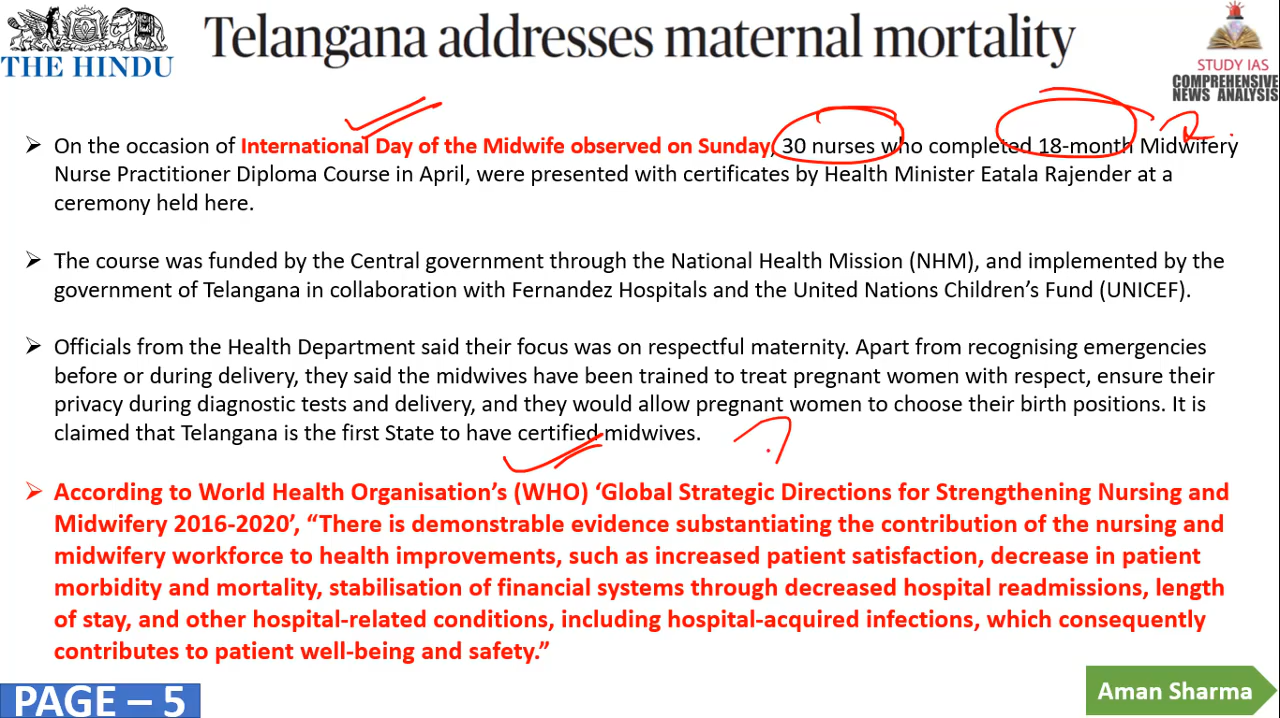 Telangana addresses maternal mortality
THE HINDU
STUDY IAS
COMPREHENSIVE
NEWS ANALYSIS
➢ On the occasion of International Day of the Midwife observed on Sunday, 30 nurses who completed 18-month Midwifery
Nurse Practitioner Diploma Course in April, were presented with certificates by Health Minister Eatala Rajender at a
ceremony held here.
➢ The course was funded by the Central government through the National Health Mission (NHM), and implemented by the
government of Telangana in collaboration with Fernandez Hospitals and the United Nations Children’s Fund (UNICEF).
➢ Officials from the Health Department said their focus was on respectful maternity. Apart from recognising emergencies
before or during delivery, they said the midwives have been trained to treat pregnant women with respect, ensure their
privacy during diagnostic tests and delivery, and they would allow pregnant women to choose their birth positions. It is
claimed that Telangana is the first State to have certified midwives.
➢ According to World Health Organisation’s (WHO) ‘Global Strategic Directions for Strengthening Nursing and
Midwifery 2016-2020’, “There is demonstrable evidence substantiating the contribution of the nursing and
midwifery workforce to health improvements, such as increased patient satisfaction, decrease in patient
morbidity and mortality, stabilisation of financial systems through decreased hospital readmissions, length
of stay, and other hospital-related conditions, including hospital-acquired infections, which consequently
contributes to patient well-being and safety.”
PAGE – 5
Aman Sharma